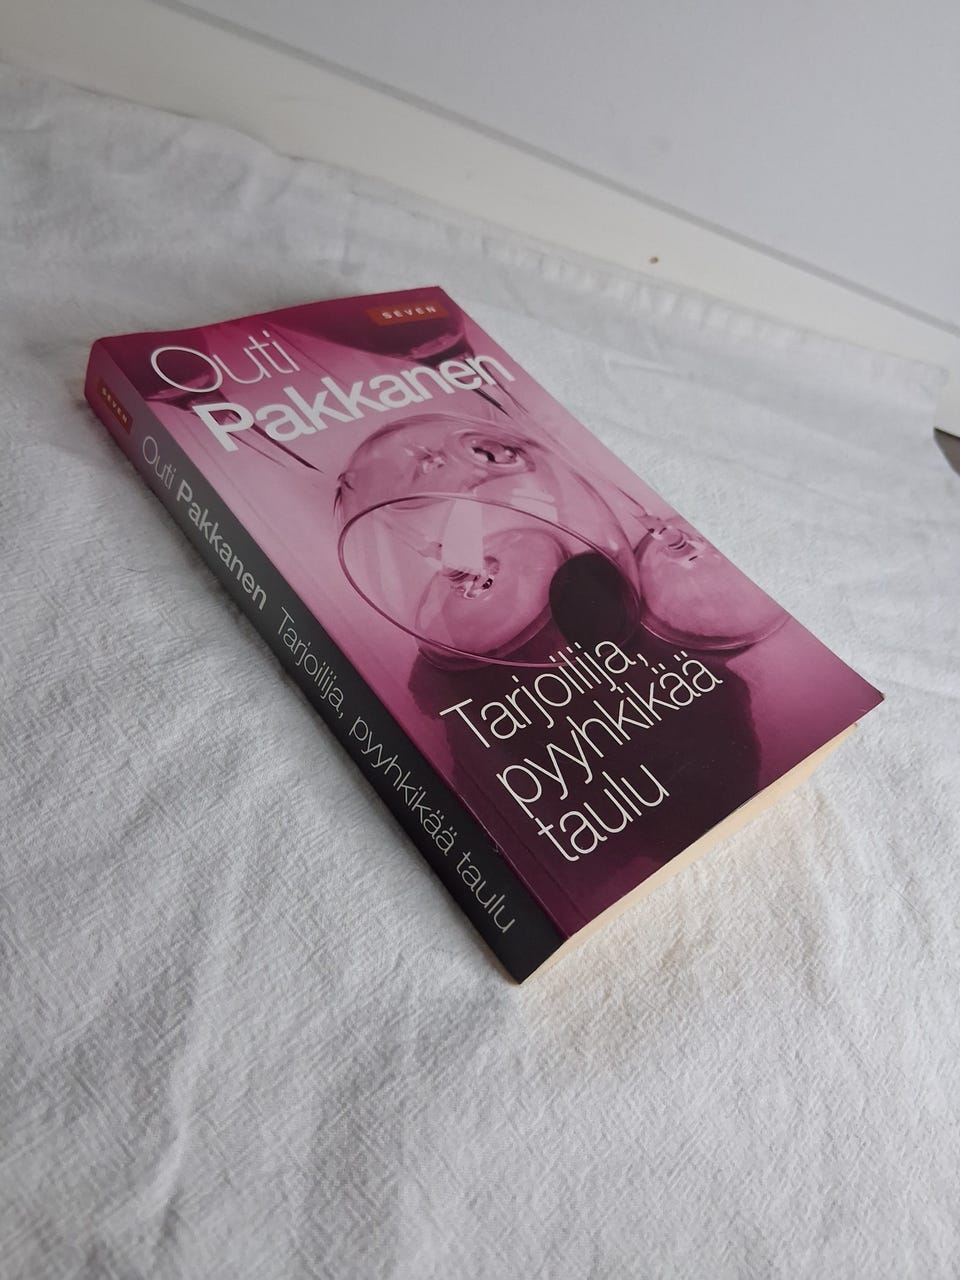 SEVEN
Outi
Pakkanen
Tarjoilija,
pyyhkikää
taulu
SEVEN
Outi Pakkanen Tarjoilija, pyyhkikää taulu